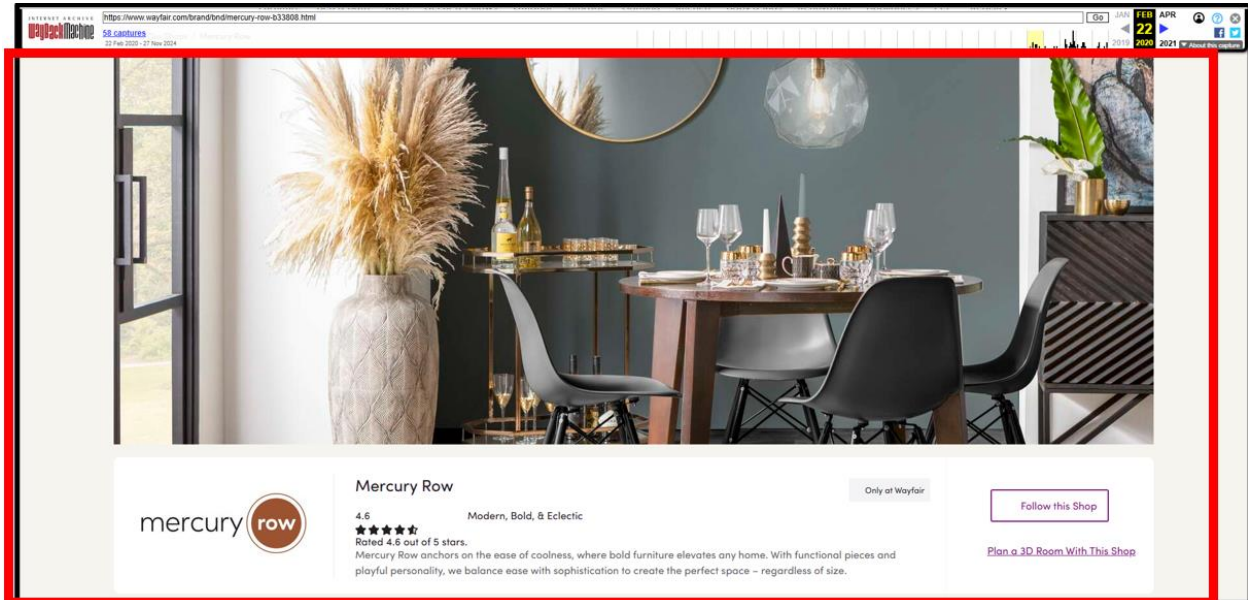 INTERNET ARCHIVE
WayBackMachine
https://www.wayfair.com/brand/bnd/mercury-row-b33808.html
Go
JAN FEB APR
58 captures
22
22 Feb 2020 - 27 Nov 2024
2019 2020 2021
About this capture
mercury row
Mercury Row
Only at Wayfair
4.6 Modern, Bold, & Eclectic
Rated 4.6 out of 5 stars.
Mercury Row anchors on the ease of coolness, where bold furniture elevates any home. With functional pieces and
playful personality, we balance ease with sophistication to create the perfect space – regardless of size.
Follow this Shop
Plan a 3D Room With This Shop